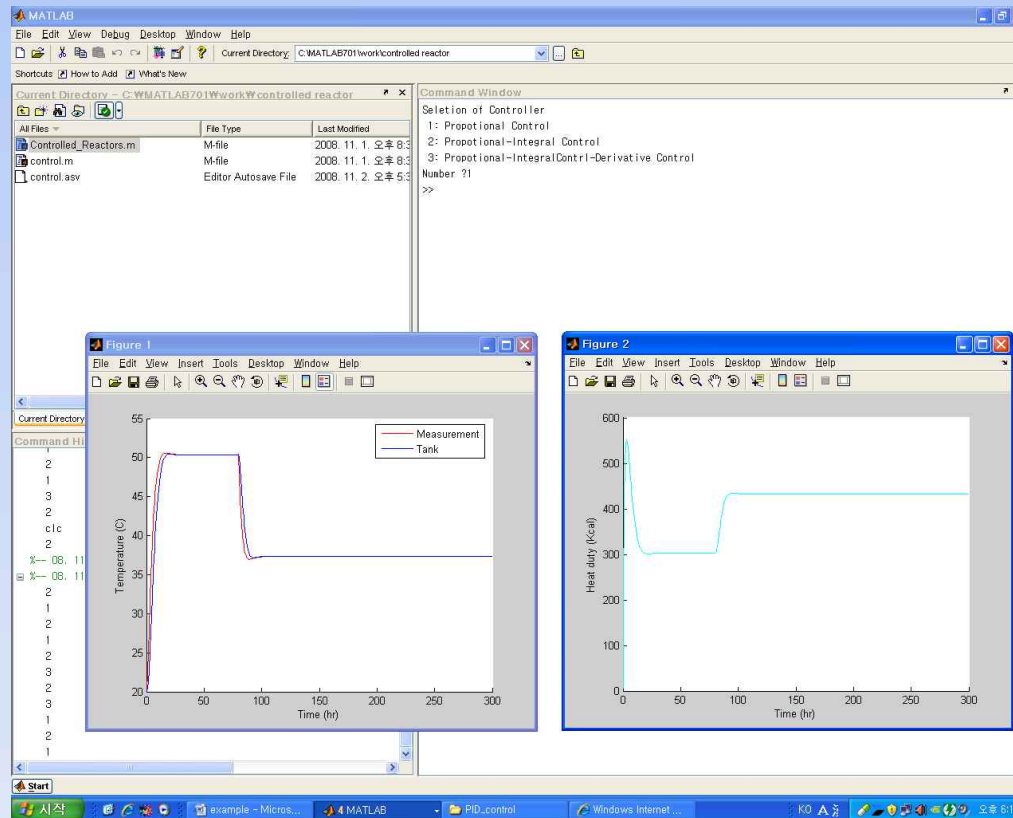 MATLAB
File Edit View Debug Desktop Window Help
Current Directory: C:\MATLAB701\work\controlled reactor
Shortcuts How to Add What's New
Current Directory - C:₩MATLAB701₩work₩controlled reactor
All Files File Type Last Modified
Controlled_Reactors.m M-file 2008. 11. 1. 오후 8:3
control.m M-file 2008. 11. 1. 오후 8:3
control.asv Editor Autosave File 2008. 11. 2. 오후 5:3
Current Directory
Command Window
Seletion of Controller
1: Propotional Control
2: Propotional-Integral Control
3: Propotional-IntegralContrl-Derivative Control
Number ?1
>>
Command Hi
2
1
3
2
clc
2
%-- 08. 11
%-- 08. 11
2
1
2
1
2
3
2
3
1
2
1
Figure 1
File Edit View Insert Tools Desktop Window Help
55
50
45
40
35
30
25
20
Temperature (C)
Measurement
Tank
0 50 100 150 200 250 300
Time (hr)
Figure 2
File Edit View Insert Tools Desktop Window Help
600
500
400
300
200
100
0
Heat duty (Kcal)
0 50 100 150 200 250 300
Time (hr)
Start
시작 example - Micros... 4 MATLAB PID_control Windows Internet ... KO 오후 6:1